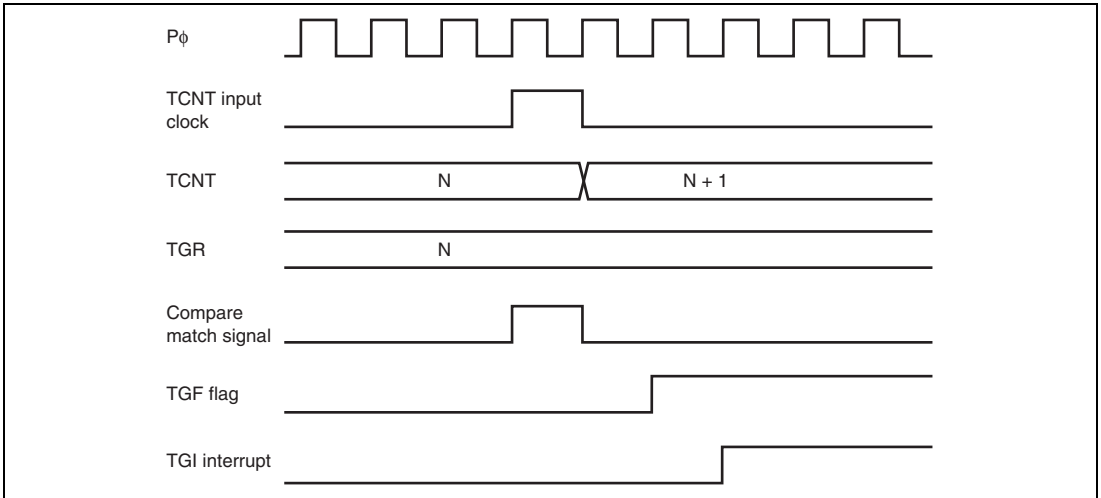 Pϕ
TCNT input
clock
TCNT
N
N + 1
TGR
N
Compare
match signal
TGF flag
TGI interrupt